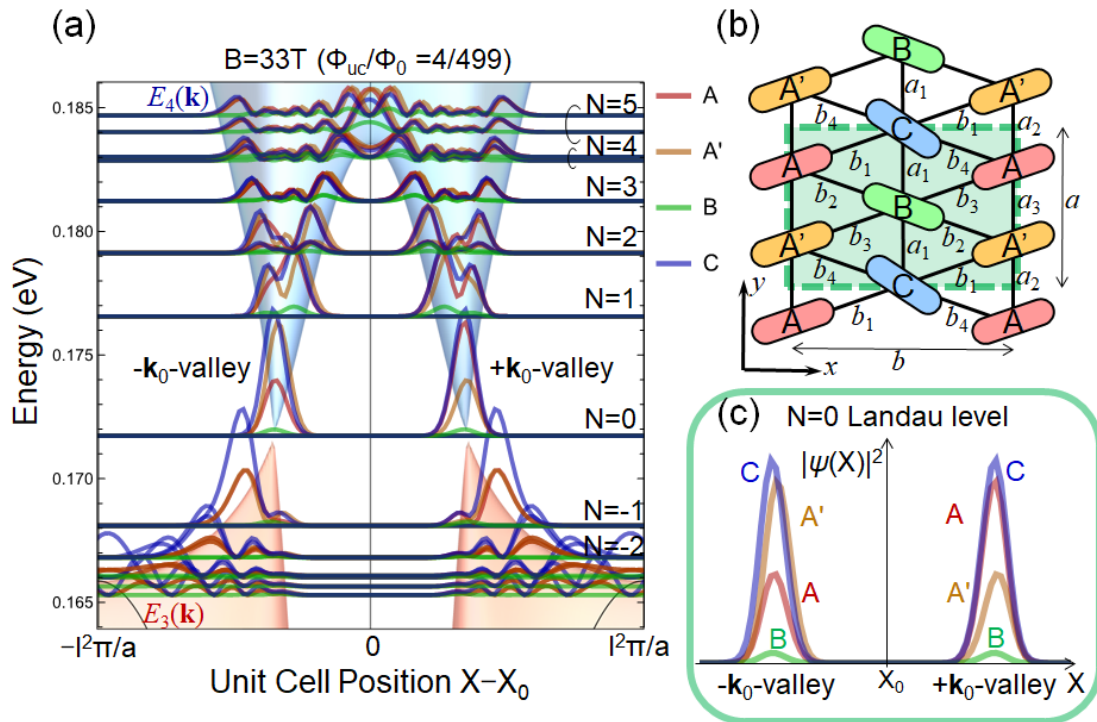 (a)
B=33T (Φuc/Φ0 =4/499)
0.185
0.180
0.175
0.170
0.165
Energy (eV)
E4(k)
N=5
N=4
N=3
N=2
N=1
-k0-valley
+k0-valley
N=0
N=-1
N=-2
E3(k)
−l²π/a
0
l²π/a
Unit Cell Position X−X0
A
A'
B
C
(b)
B
A'
a1
A'
b4
C
b1
a2
A
b1
a1
b4
A
b2
B
b3
a3
a
A'
b3
a1
b2
A'
b4
C
b1
a2
A
b1
b4
A
y
x
b
(c)
N=0 Landau level
|ψ(X)|²
C
C
A'
A
A
A'
B
B
-k0-valley
X0
+k0-valley
X